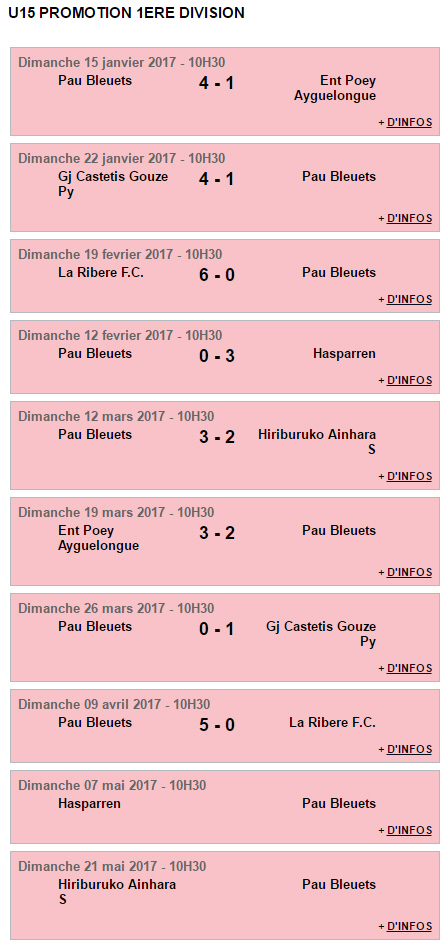 U15 PROMOTION 1ERE DIVISION
Dimanche 15 janvier 2017 - 10H30
Pau Bleuets 4 - 1 Ent Poey
Ayguelongue
+ D'INFOS
Dimanche 22 janvier 2017 - 10H30
Gj Castetis Gouze 4 - 1 Pau Bleuets
Py
+ D'INFOS
Dimanche 19 fevrier 2017 - 10H30
La Ribere F.C. 6 - 0 Pau Bleuets
+ D'INFOS
Dimanche 12 fevrier 2017 - 10H30
Pau Bleuets 0 - 3 Hasparren
+ D'INFOS
Dimanche 12 mars 2017 - 10H30
Pau Bleuets 3 - 2 Hiriburuko Ainhara
S
+ D'INFOS
Dimanche 19 mars 2017 - 10H30
Ent Poey 3 - 2 Pau Bleuets
Ayguelongue
+ D'INFOS
Dimanche 26 mars 2017 - 10H30
Pau Bleuets 0 - 1 Gj Castetis Gouze
Py
+ D'INFOS
Dimanche 09 avril 2017 - 10H30
Pau Bleuets 5 - 0 La Ribere F.C.
+ D'INFOS
Dimanche 07 mai 2017 - 10H30
Hasparren Pau Bleuets
+ D'INFOS
Dimanche 21 mai 2017 - 10H30
Hiriburuko Ainhara Pau Bleuets
S
+ D'INFOS